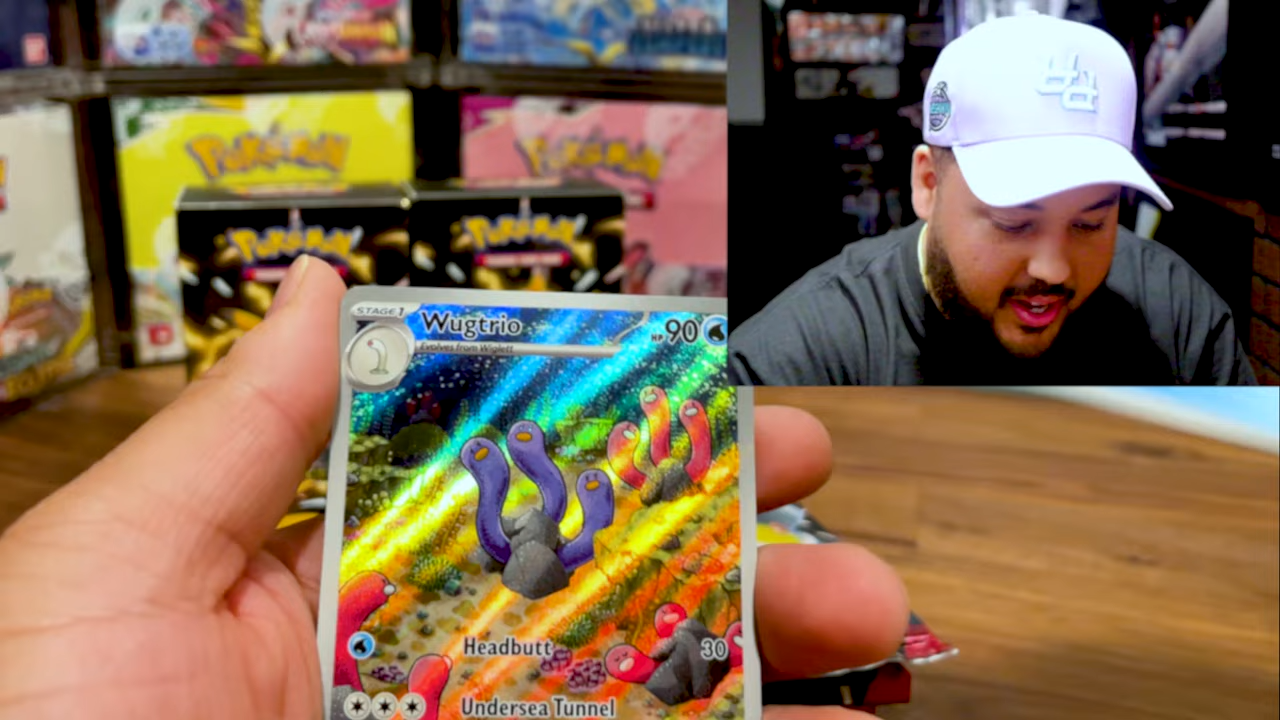 Pokémon
Pokémon
Pokémon
Pokémon
STAGE 1
Wugtrio
HP 90
Evolves from Wiglett
Headbutt
30
Undersea Tunnel